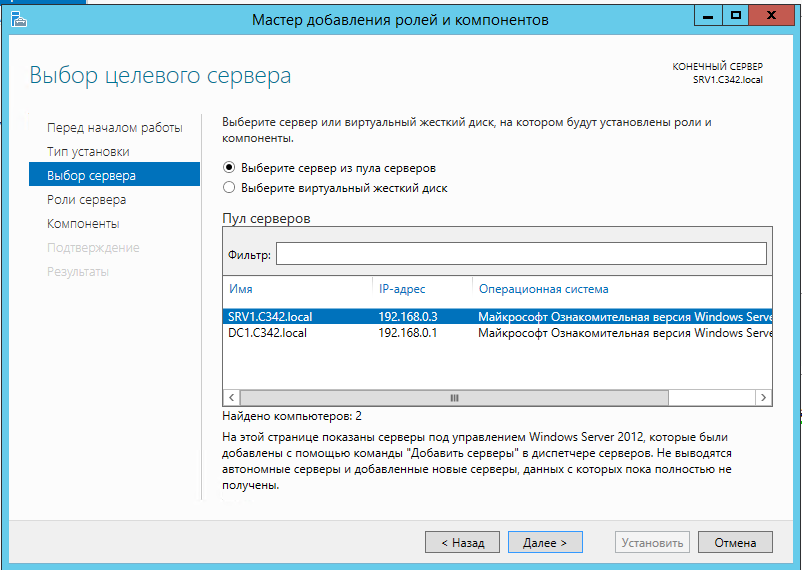 Мастер добавления ролей и компонентов
Выбор целевого сервера
КОНЕЧНЫЙ СЕРВЕР
SRV1.C342.local
Перед началом работы
Тип установки
Выбор сервера
Роли сервера
Компоненты
Подтверждение
Результаты
Выберите сервер или виртуальный жесткий диск, на котором будут установлены роли и
компоненты.
Выберите сервер из пула серверов
Выберите виртуальный жесткий диск
Пул серверов
Фильтр:
Имя IP-адрес Операционная система
SRV1.C342.local 192.168.0.3 Майкрософт Ознакомительная версия Windows Serve
DC1.C342.local 192.168.0.1 Майкрософт Ознакомительная версия Windows Serve
Найдено компьютеров: 2
На этой странице показаны серверы под управлением Windows Server 2012, которые были
добавлены с помощью команды "Добавить серверы" в диспетчере серверов. Не выводятся
автономные серверы и добавленные новые серверы, данных с которых пока полностью не
получены.
< Назад Далее > Установить Отмена